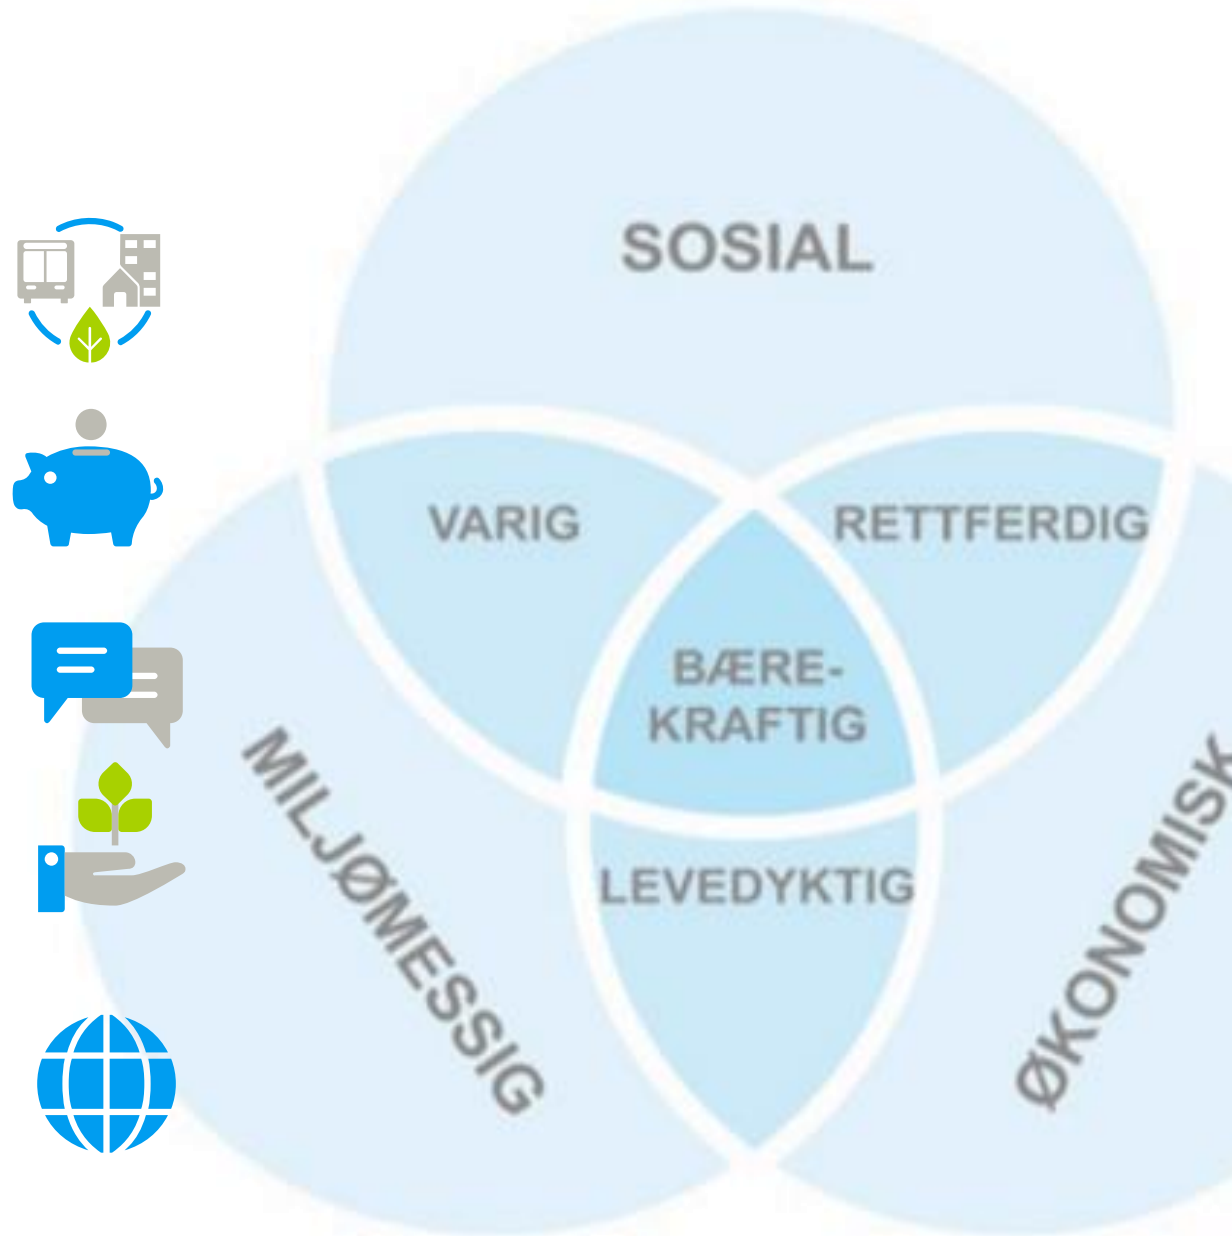 SOSIAL
VARIG
RETTFERDIG
BÆRE-
KRAFTIG
LEVEDYKTIG
MILJØMESSIG
ØKONOMISK